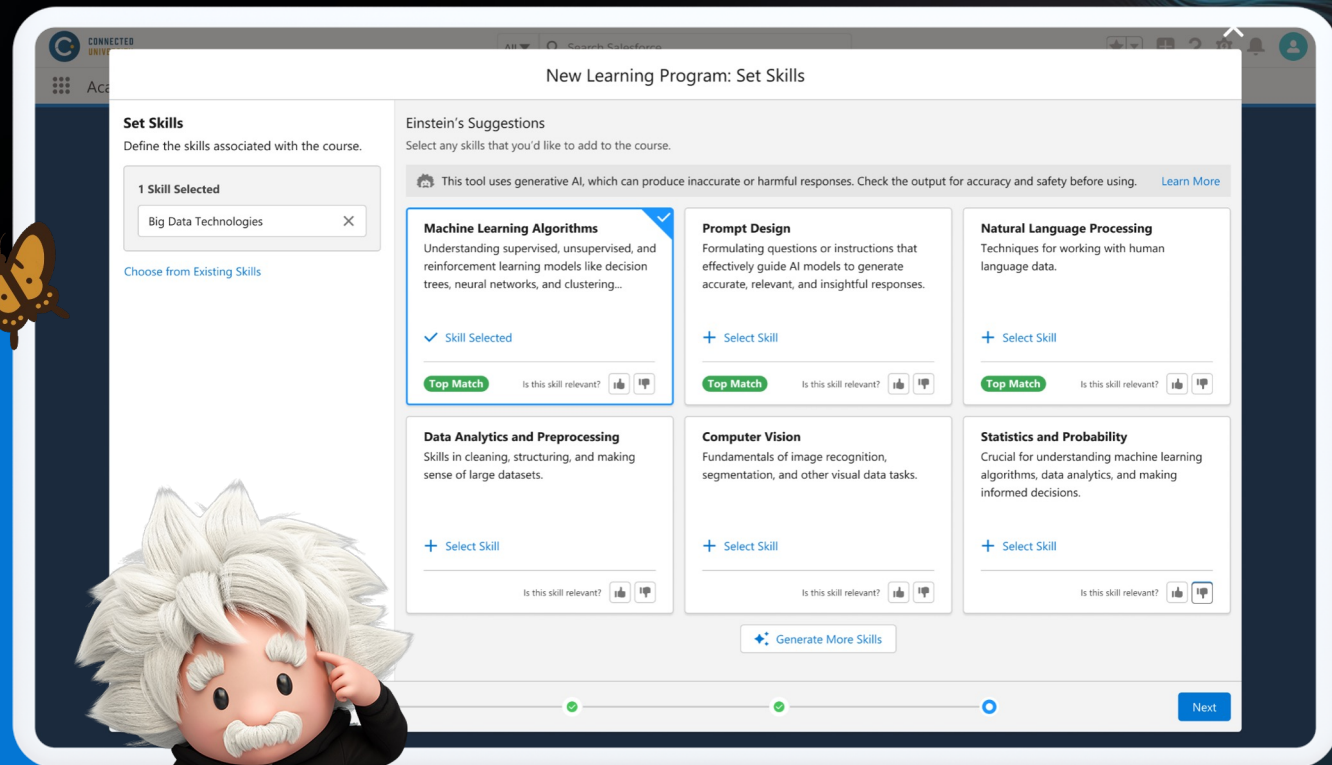 CONNECTED
UNIVE
All
Search Salesforce
Aca
New Learning Program: Set Skills
Set Skills
Define the skills associated with the course.
1 Skill Selected
Big Data Technologies
Choose from Existing Skills
Einstein's Suggestions
Select any skills that you'd like to add to the course.
This tool uses generative AI, which can produce inaccurate or harmful responses. Check the output for accuracy and safety before using. Learn More
Machine Learning Algorithms
Understanding supervised, unsupervised, and
reinforcement learning models like decision
trees, neural networks, and clustering...
Skill Selected
Top Match
Is this skill relevant?
Prompt Design
Formulating questions or instructions that
effectively guide AI models to generate
accurate, relevant, and insightful responses.
Select Skill
Top Match
Is this skill relevant?
Natural Language Processing
Techniques for working with human
language data.
Select Skill
Top Match
Is this skill relevant?
Data Analytics and Preprocessing
Skills in cleaning, structuring, and making
sense of large datasets.
Select Skill
Is this skill relevant?
Computer Vision
Fundamentals of image recognition,
segmentation, and other visual data tasks.
Select Skill
Is this skill relevant?
Statistics and Probability
Crucial for understanding machine learning
algorithms, data analytics, and making
informed decisions.
Select Skill
Is this skill relevant?
Generate More Skills
Next